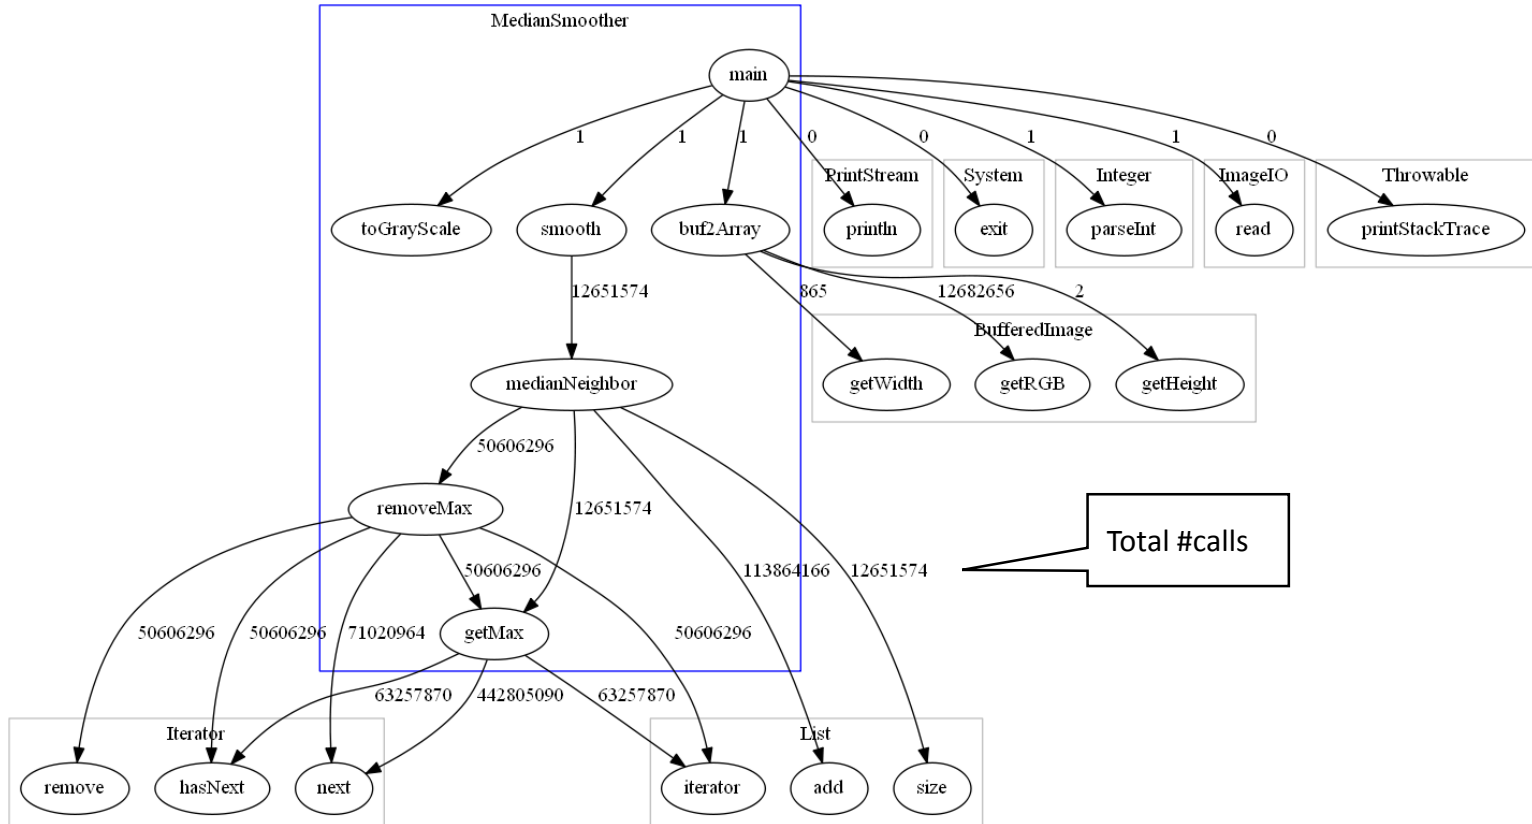 MedianSmoother
main
1
1
1
0
0
1
1
0
PrintStream
System
Integer
ImageIO
Throwable
toGrayScale
smooth
buf2Array
println
exit
parseInt
read
printStackTrace
12651574
865
12682656
2
BufferedImage
medianNeighbor
getWidth
getRGB
getHeight
50606296
removeMax
12651574
Total #calls
50606296
113864166
12651574
50606296
50606296
71020964
getMax
50606296
63257870
442805090
63257870
Iterator
List
remove
hasNext
next
iterator
add
size